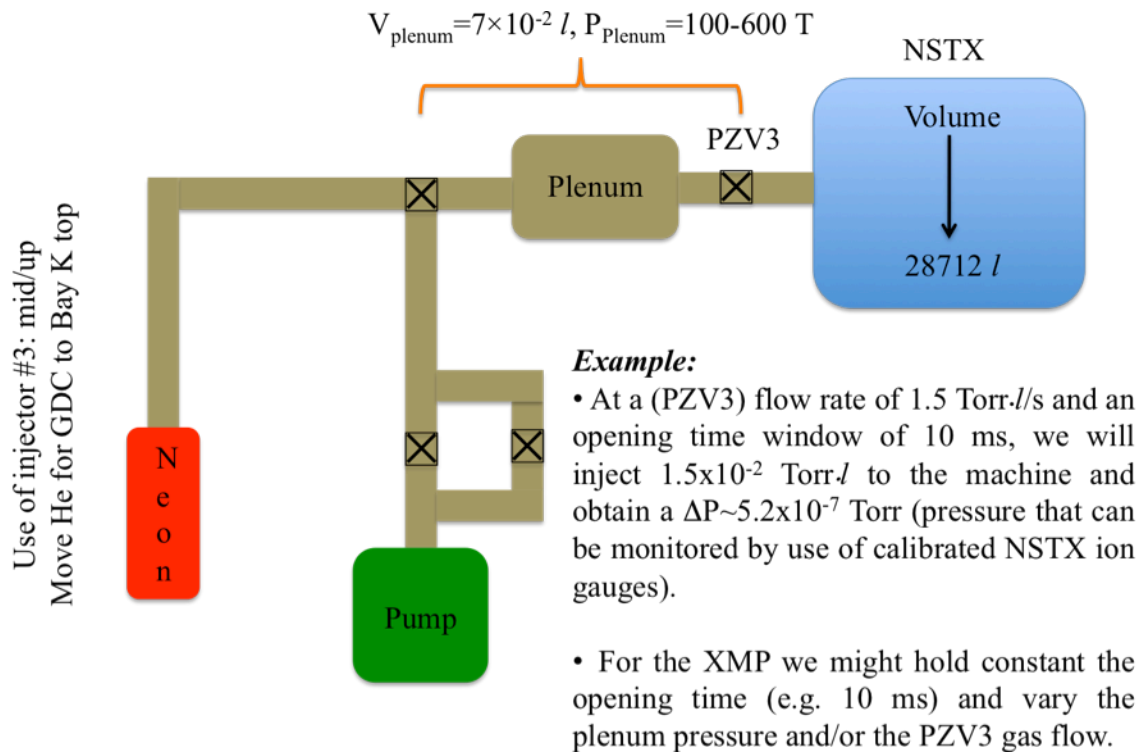 V_plenum=7×10⁻² l, P_Plenum=100-600 T
NSTX
Volume
28712 l
PZV3
Plenum
Use of injector #3: mid/up
Move He for GDC to Bay K top
Neon
Pump
Example:
• At a (PZV3) flow rate of 1.5 Torr·l/s and an
opening time window of 10 ms, we will
inject 1.5x10⁻² Torr·l to the machine and
obtain a ΔP~5.2x10⁻⁷ Torr (pressure that can
be monitored by use of calibrated NSTX ion
gauges).
• For the XMP we might hold constant the
opening time (e.g. 10 ms) and vary the
plenum pressure and/or the PZV3 gas flow.